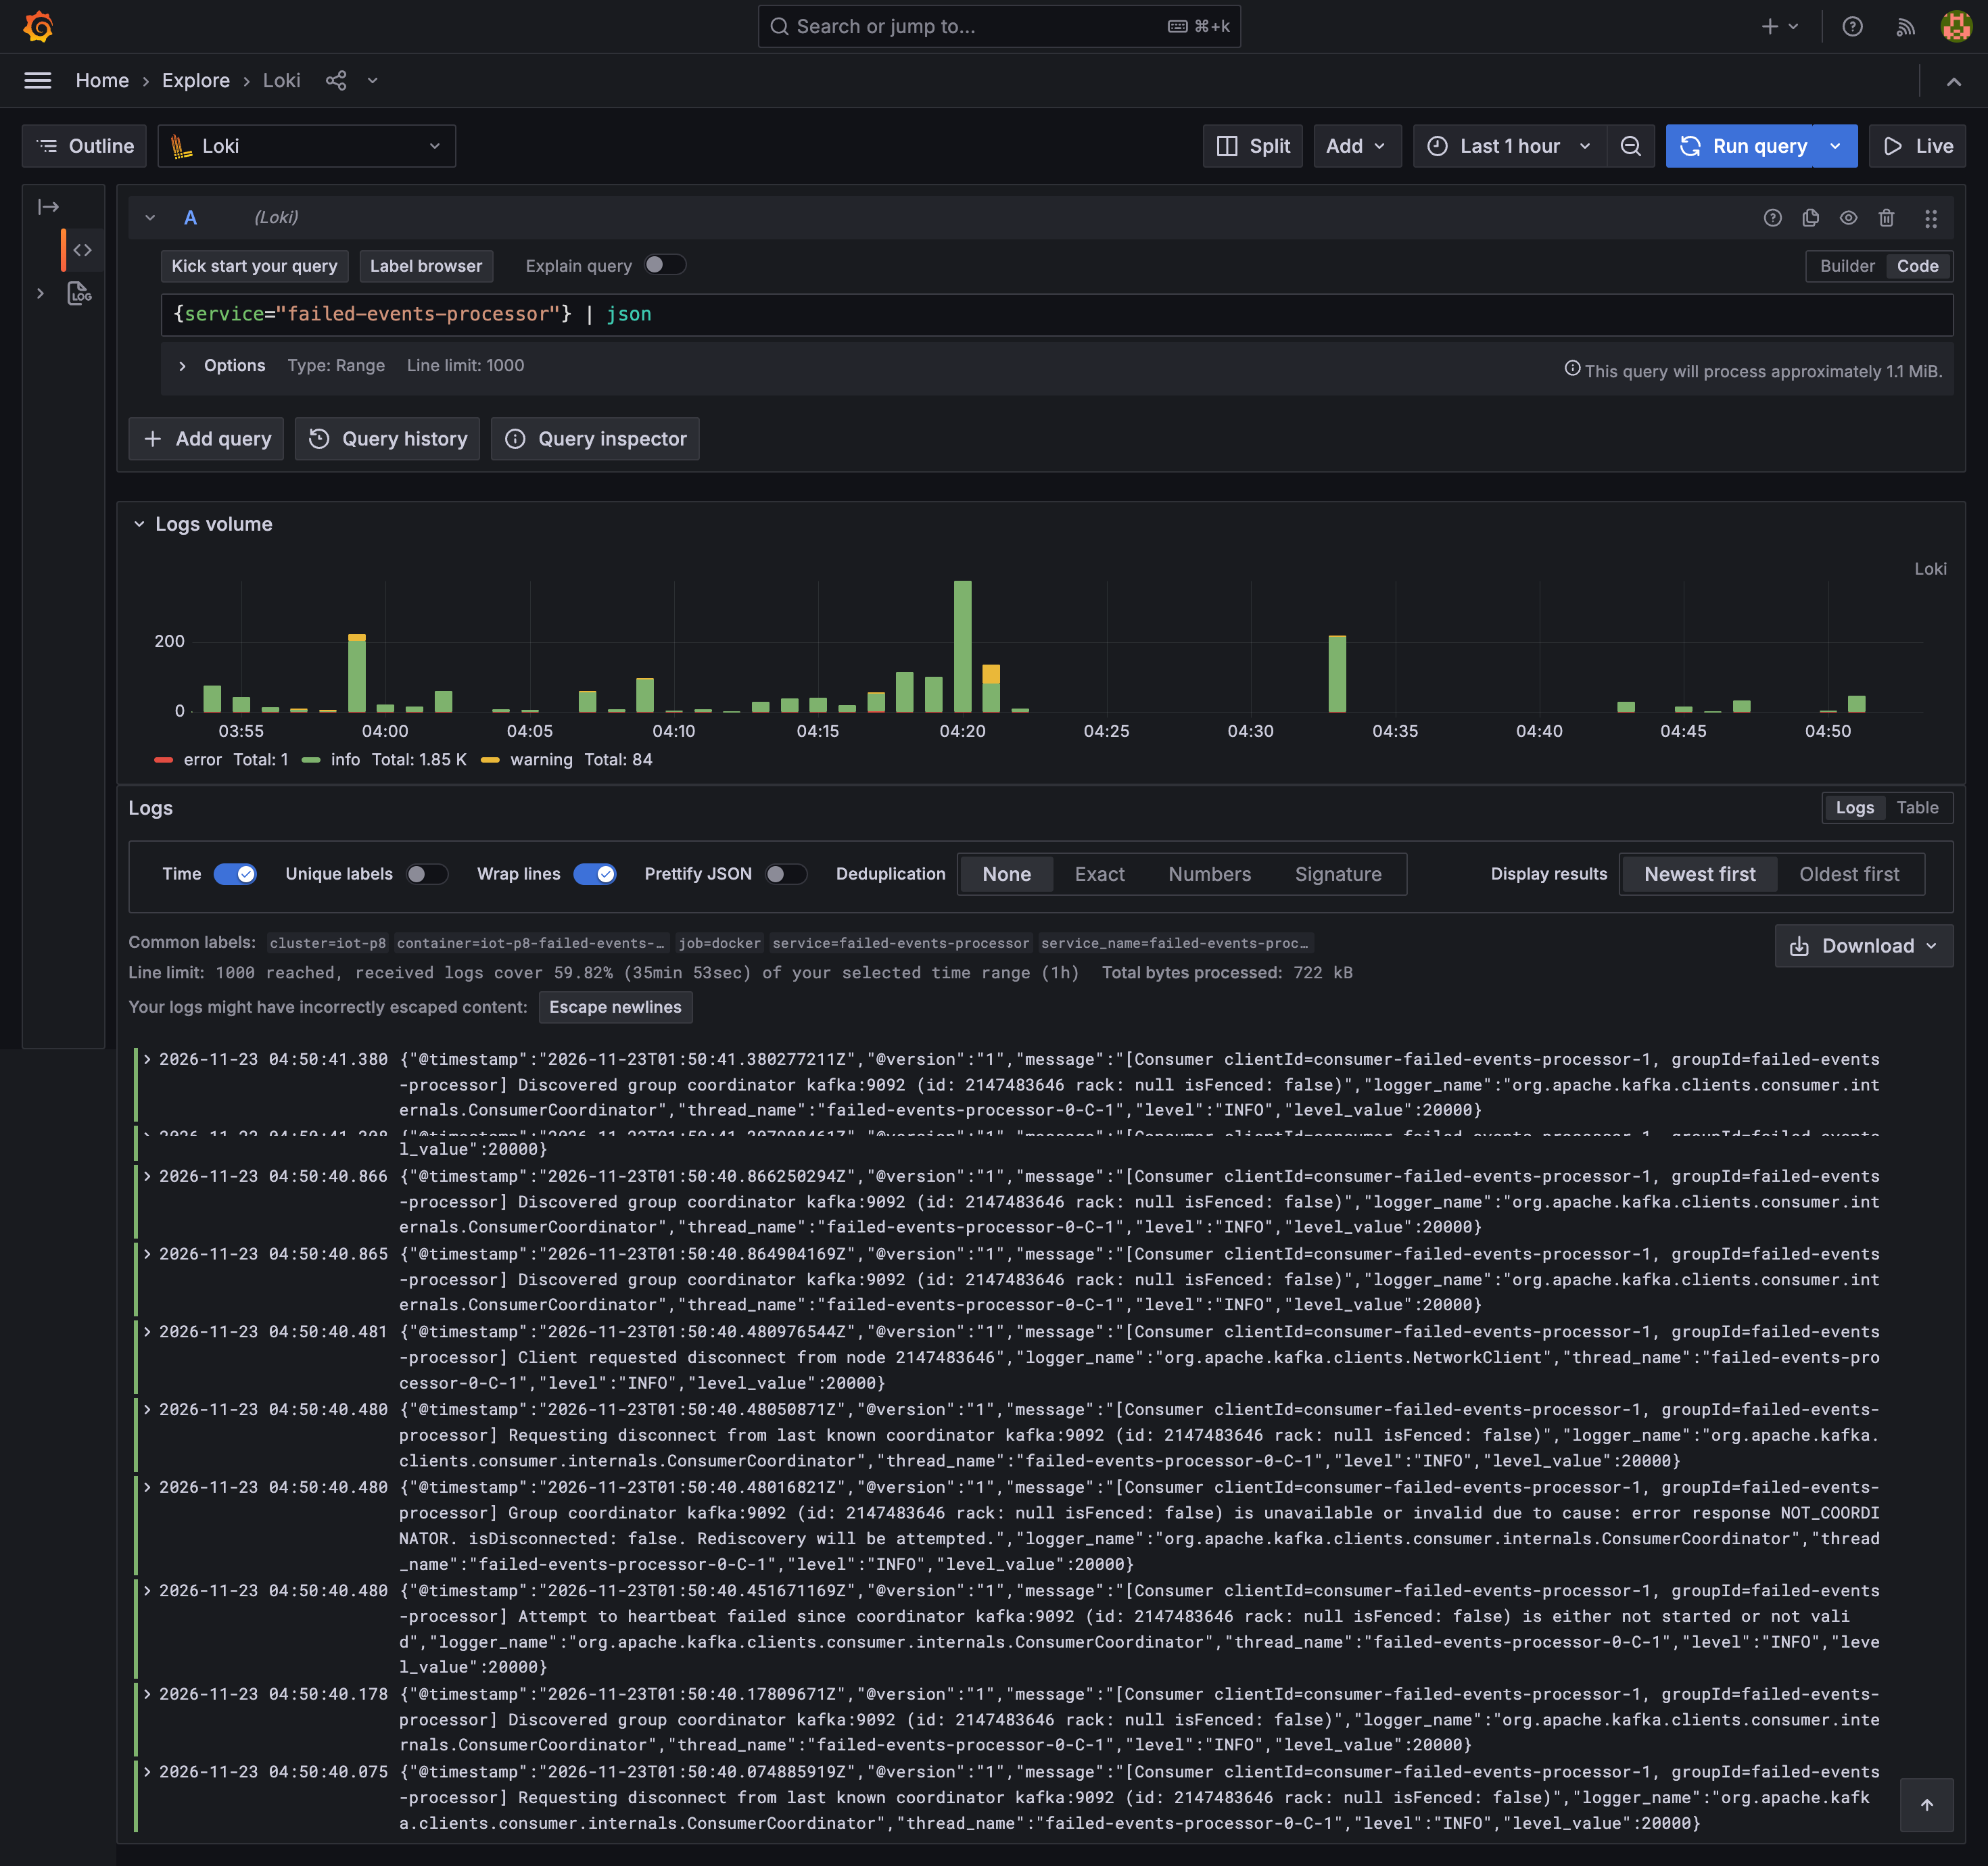 Search or jump to... ⌘+k
Home › Explore › Loki
Outline Loki Split Add Last 1 hour Run query Live
A (Loki)
Kick start your query Label browser Explain query Builder Code
{service="failed-events-processor"} | json
Options Type: Range Line limit: 1000 This query will process approximately 1.1 MiB.
Add query Query history Query inspector
Logs volume
Loki
200
0
03:55 04:00 04:05 04:10 04:15 04:20 04:25 04:30 04:35 04:40 04:45 04:50
error Total: 1 info Total: 1.85 K warning Total: 84
Logs Logs Table
Time Unique labels Wrap lines Prettify JSON Deduplication None Exact Numbers Signature Display results Newest first Oldest first
Common labels: cluster=iot-p8 container=iot-p8-failed-events-… job=docker service=failed-events-processor service_name=failed-events-proc…
Download
Line limit: 1000 reached, received logs cover 59.82% (35min 53sec) of your selected time range (1h) Total bytes processed: 722 kB
Your logs might have incorrectly escaped content: Escape newlines
2026-11-23 04:50:41.380 {"@timestamp":"2026-11-23T01:50:41.380277211Z","@version":"1","message":"[Consumer clientId=consumer-failed-events-processor-1, groupId=failed-events
-processor] Discovered group coordinator kafka:9092 (id: 2147483646 rack: null isFenced: false)","logger_name":"org.apache.kafka.clients.consumer.int
ernals.ConsumerCoordinator","thread_name":"failed-events-processor-0-C-1","level":"INFO","level_value":20000}
l_value":20000}
2026-11-23 04:50:40.866 {"@timestamp":"2026-11-23T01:50:40.866250294Z","@version":"1","message":"[Consumer clientId=consumer-failed-events-processor-1, groupId=failed-events
-processor] Discovered group coordinator kafka:9092 (id: 2147483646 rack: null isFenced: false)","logger_name":"org.apache.kafka.clients.consumer.int
ernals.ConsumerCoordinator","thread_name":"failed-events-processor-0-C-1","level":"INFO","level_value":20000}
2026-11-23 04:50:40.865 {"@timestamp":"2026-11-23T01:50:40.864904169Z","@version":"1","message":"[Consumer clientId=consumer-failed-events-processor-1, groupId=failed-events
-processor] Discovered group coordinator kafka:9092 (id: 2147483646 rack: null isFenced: false)","logger_name":"org.apache.kafka.clients.consumer.int
ernals.ConsumerCoordinator","thread_name":"failed-events-processor-0-C-1","level":"INFO","level_value":20000}
2026-11-23 04:50:40.481 {"@timestamp":"2026-11-23T01:50:40.480976544Z","@version":"1","message":"[Consumer clientId=consumer-failed-events-processor-1, groupId=failed-events
-processor] Client requested disconnect from node 2147483646","logger_name":"org.apache.kafka.clients.NetworkClient","thread_name":"failed-events-pro
cessor-0-C-1","level":"INFO","level_value":20000}
2026-11-23 04:50:40.480 {"@timestamp":"2026-11-23T01:50:40.48050871Z","@version":"1","message":"[Consumer clientId=consumer-failed-events-processor-1, groupId=failed-events-
processor] Requesting disconnect from last known coordinator kafka:9092 (id: 2147483646 rack: null isFenced: false)","logger_name":"org.apache.kafka.
clients.consumer.internals.ConsumerCoordinator","thread_name":"failed-events-processor-0-C-1","level":"INFO","level_value":20000}
2026-11-23 04:50:40.480 {"@timestamp":"2026-11-23T01:50:40.48016821Z","@version":"1","message":"[Consumer clientId=consumer-failed-events-processor-1, groupId=failed-events-
processor] Group coordinator kafka:9092 (id: 2147483646 rack: null isFenced: false) is unavailable or invalid due to cause: error response NOT_COORDI
NATOR. isDisconnected: false. Rediscovery will be attempted.","logger_name":"org.apache.kafka.clients.consumer.internals.ConsumerCoordinator","thread
_name":"failed-events-processor-0-C-1","level":"INFO","level_value":20000}
2026-11-23 04:50:40.480 {"@timestamp":"2026-11-23T01:50:40.451671169Z","@version":"1","message":"[Consumer clientId=consumer-failed-events-processor-1, groupId=failed-events
-processor] Attempt to heartbeat failed since coordinator kafka:9092 (id: 2147483646 rack: null isFenced: false) is either not started or not vali
d","logger_name":"org.apache.kafka.clients.consumer.internals.ConsumerCoordinator","thread_name":"failed-events-processor-0-C-1","level":"INFO","leve
l_value":20000}
2026-11-23 04:50:40.178 {"@timestamp":"2026-11-23T01:50:40.17809671Z","@version":"1","message":"[Consumer clientId=consumer-failed-events-processor-1, groupId=failed-events-
processor] Discovered group coordinator kafka:9092 (id: 2147483646 rack: null isFenced: false)","logger_name":"org.apache.kafka.clients.consumer.inte
rnals.ConsumerCoordinator","thread_name":"failed-events-processor-0-C-1","level":"INFO","level_value":20000}
2026-11-23 04:50:40.075 {"@timestamp":"2026-11-23T01:50:40.074885919Z","@version":"1","message":"[Consumer clientId=consumer-failed-events-processor-1, groupId=failed-events
-processor] Requesting disconnect from last known coordinator kafka:9092 (id: 2147483646 rack: null isFenced: false)","logger_name":"org.apache.kafk
a.clients.consumer.internals.ConsumerCoordinator","thread_name":"failed-events-processor-0-C-1","level":"INFO","level_value":20000}